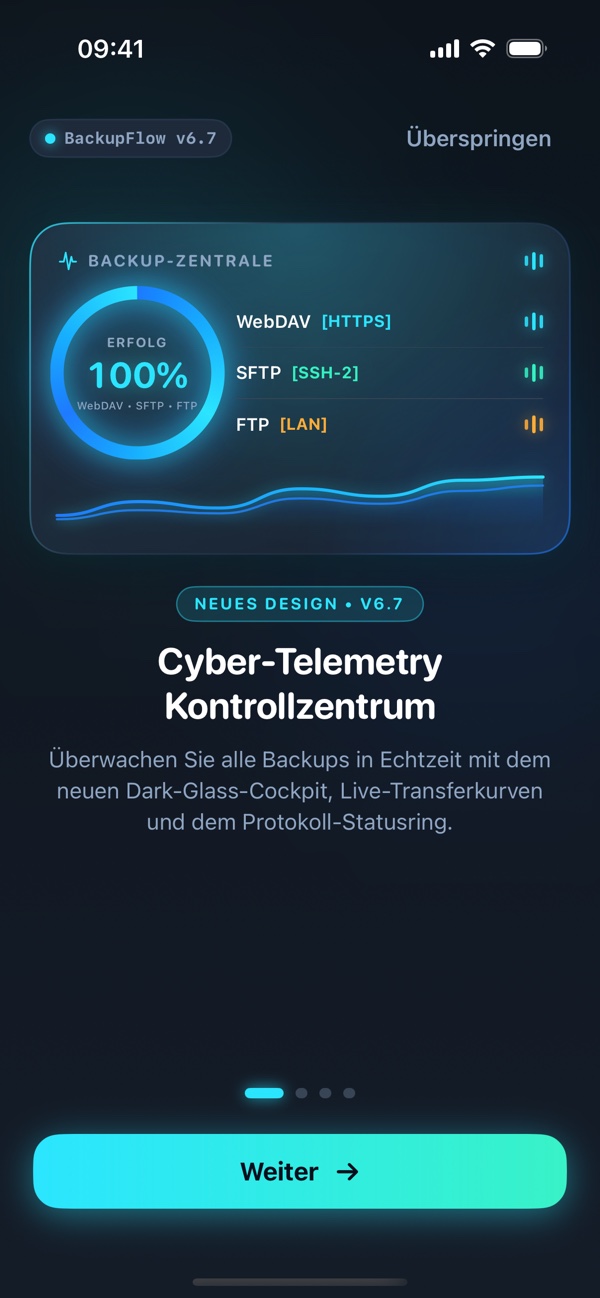 09:41
BackupFlow v6.7
Überspringen
BACKUP-ZENTRALE
ERFOLG
100%
WebDAV • SFTP • FTP
WebDAV [HTTPS]
SFTP [SSH-2]
FTP [LAN]
NEUES DESIGN • V6.7
Cyber-Telemetry
Kontrollzentrum
Überwachen Sie alle Backups in Echtzeit mit dem
neuen Dark-Glass-Cockpit, Live-Transferkurven
und dem Protokoll-Statusring.
Weiter →